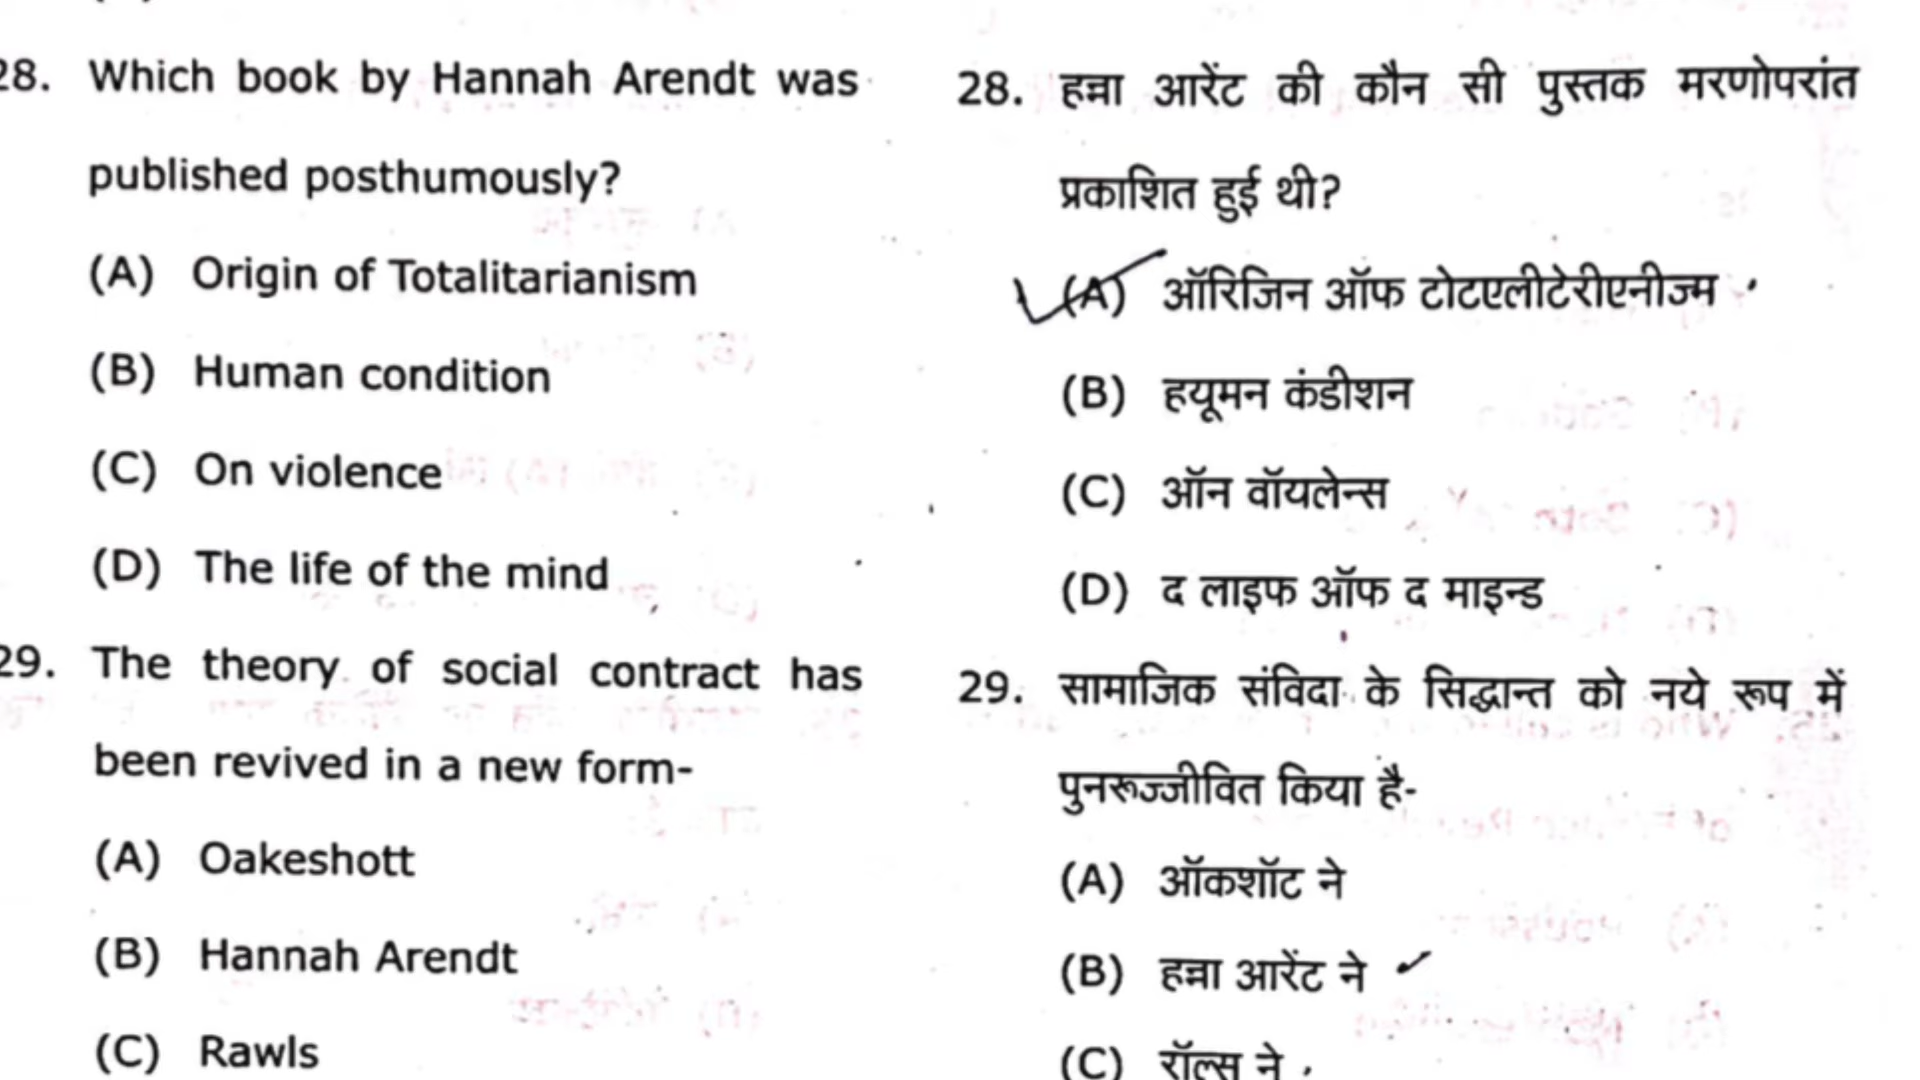 28. Which book by Hannah Arendt was
published posthumously?
(A) Origin of Totalitarianism
(B) Human condition
(C) On violence
(D) The life of the mind
29. The theory of social contract has
been revived in a new form-
(A) Oakeshott
(B) Hannah Arendt
(C) Rawls
28. हन्ना आरेंट की कौन सी पुस्तक मरणोपरांत
प्रकाशित हुई थी?
(A) ऑरिजिन ऑफ टोटएलीटेरीएनीज्म
(B) हयूमन कंडीशन
(C) ऑन वॉयलेन्स
(D) द लाइफ ऑफ द माइन्ड
29. सामाजिक संविदा के सिद्धान्त को नये रूप में
पुनरूज्जीवित किया है-
(A) ऑकशॉट ने
(B) हन्ना आरेंट ने
(C) रॉल्स ने